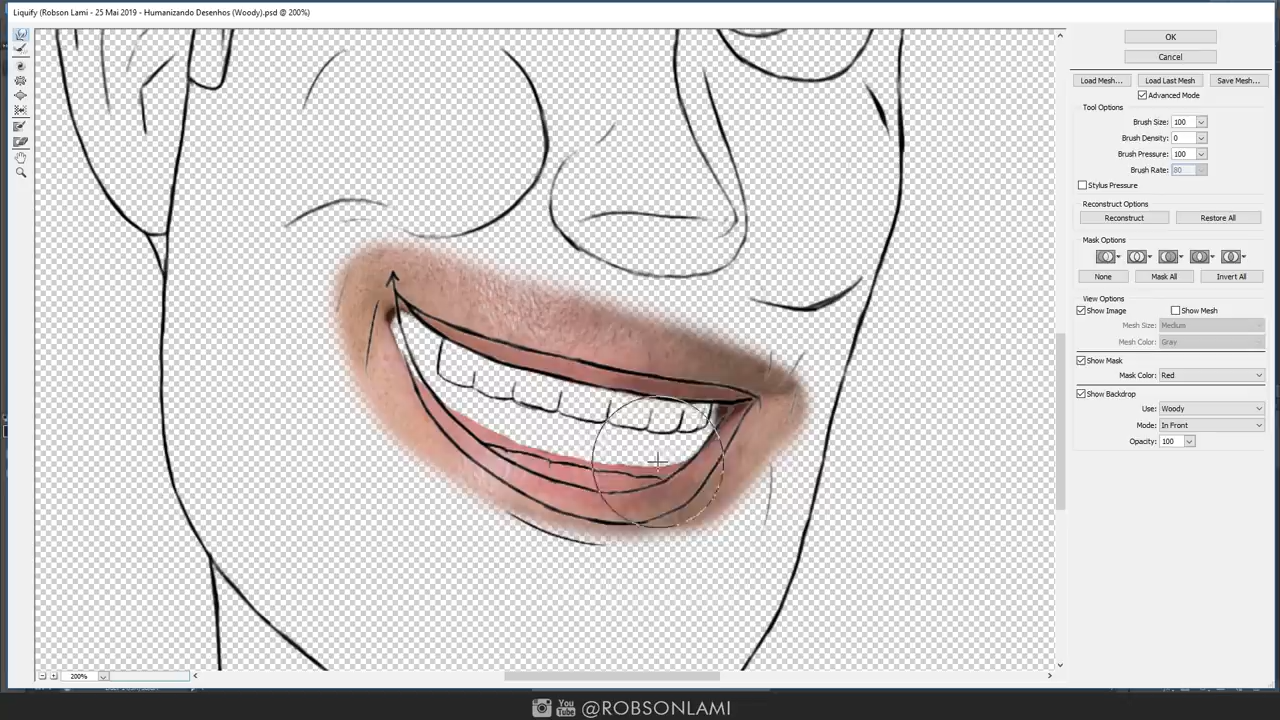 Liquify (Robson Lami - 25 Mai 2019 - Humanizando Desenhos (Woody).psd @ 200%)
OK
Cancel
Load Mesh... Load Last Mesh Save Mesh...
Advanced Mode
Tool Options
Brush Size: 100
Brush Density: 0
Brush Pressure: 100
Brush Rate: 80
Stylus Pressure
Reconstruct Options
Reconstruct Restore All
Mask Options
None Mask All Invert All
View Options
Show Image Show Mesh
Mesh Size: Medium
Mesh Color: Gray
Show Mask
Mask Color: Red
Show Backdrop
Use: Woody
Mode: In Front
Opacity: 100
200%
You Tube @ROBSONLAMI